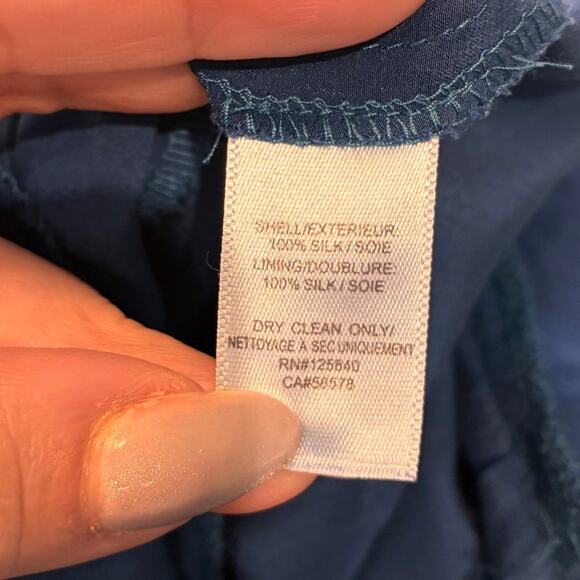 SHELL/EXTERIEUR:
100% SILK / SOIE
LINING/DOUBLURE:
100% SILK / SOIE
DRY CLEAN ONLY/
NETTOYAGE À SEC UNIQUEMENT
RN#125840
CA#58578